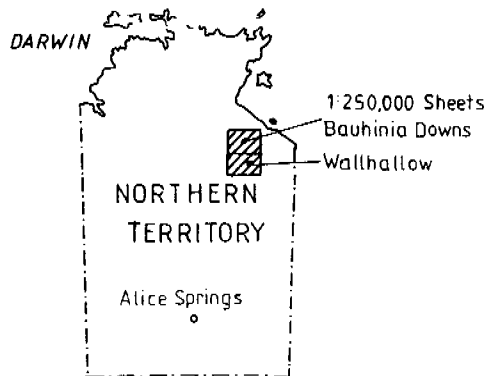 DARWIN
1:250,000 Sheets
Bauhinia Downs
Wallhallow
NORTHERN
TERRITORY
Alice Springs